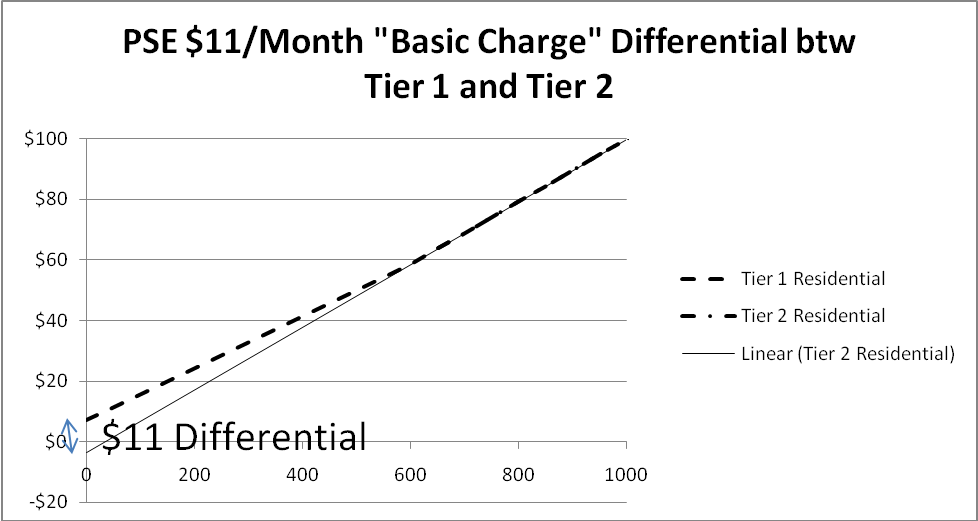 PSE $11/Month "Basic Charge" Differential btw
Tier 1 and Tier 2
$100
$80
$60
$40
$20
$0
-$20
$11 Differential
0 200 400 600 800 1000
Tier 1 Residential
Tier 2 Residential
Linear (Tier 2 Residential)